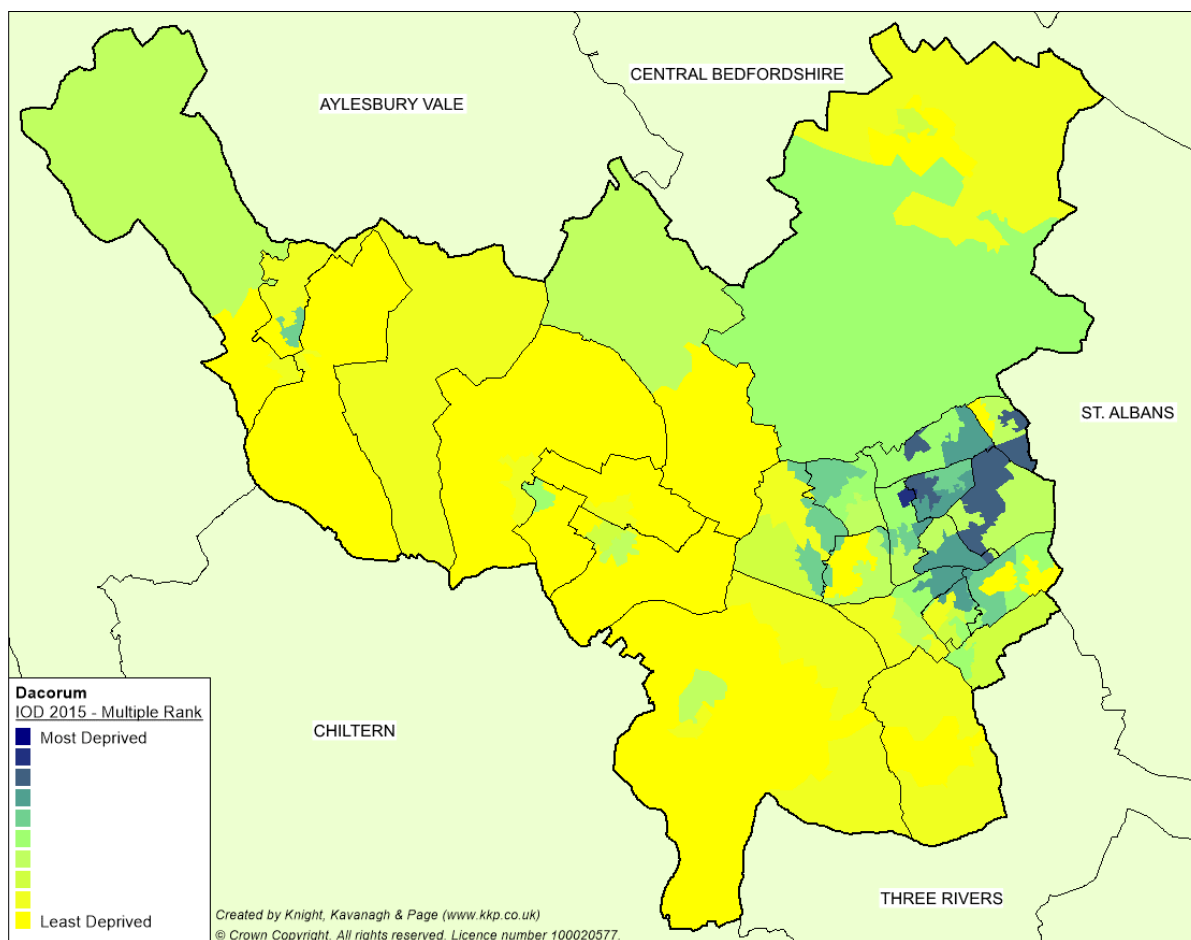 CENTRAL BEDFORDSHIRE
AYLESBURY VALE
ST. ALBANS
CHILTERN
THREE RIVERS
Dacorum
IOD 2015 - Multiple Rank
Most Deprived
Least Deprived
Created by Knight, Kavanagh & Page (www.kkp.co.uk)
© Crown Copyright. All rights reserved. Licence number 100020577.